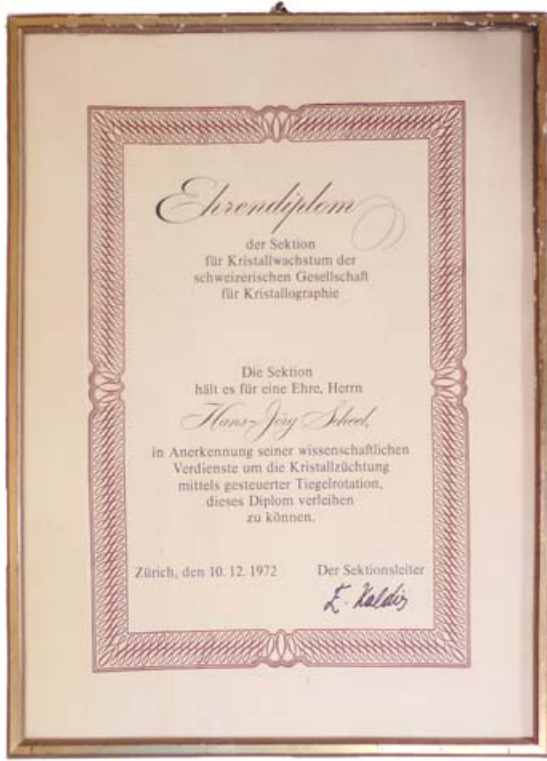 Ehrendiplom
der Sektion
für Kristallwachstum der
schweizerischen Gesellschaft
für Kristallographie
Die Sektion
hält es für eine Ehre, Herrn
Hans-Jörg Scheel,
in Anerkennung seiner wissenschaftlichen
Verdienste um die Kristallzüchtung
mittels gesteuerter Tiegelrotation,
dieses Diplom verleihen
zu können.
Zürich, den 10. 12. 1972 Der Sektionsleiter
E. Kaldis